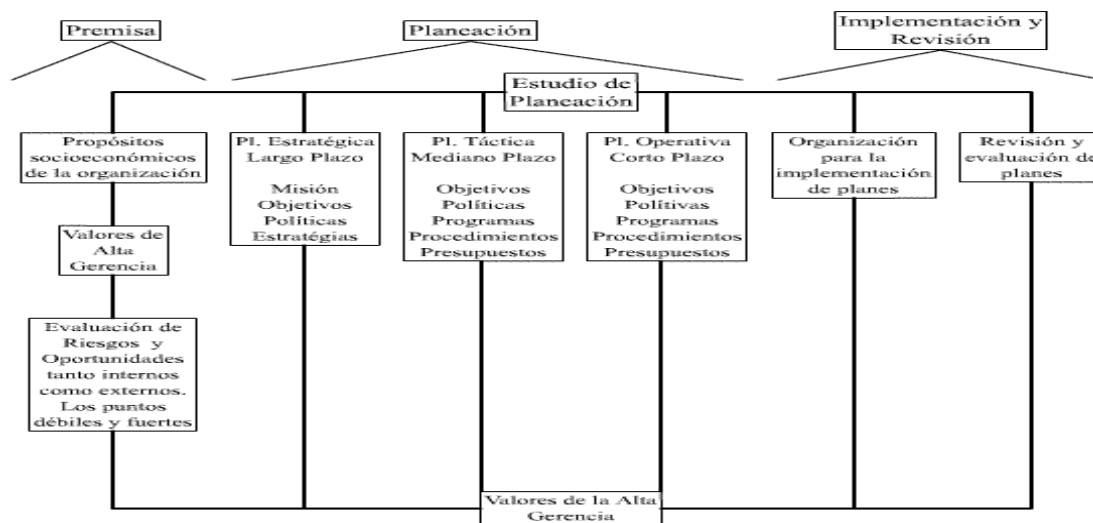 Premisa
Planeación
Implementación y
Revisión
Estudio de
Planeación
Propósitos
socioeconómicos
de la organización
Valores de
Alta
Gerencia
Evaluación de
Riesgos y
Oportunidades
tanto internos
como externos.
Los puntos
débiles y fuertes
Pl. Estratégica
Largo Plazo
Misión
Objetivos
Políticas
Estratégias
Pl. Táctica
Mediano Plazo
Objetivos
Políticas
Programas
Procedimientos
Presupuestos
Pl. Operativa
Corto Plazo
Objetivos
Polítivas
Programas
Procedimientos
Presupuestos
Organización
para la
implementación
de planes
Revisión y
evaluación de
planes
Valores de la Alta
Gerencia